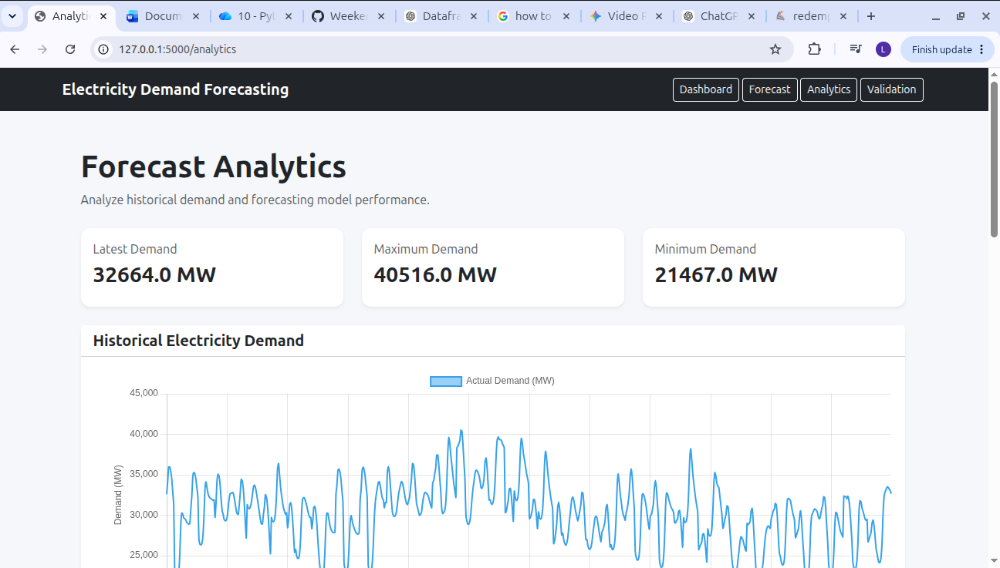 Analytic
Docum
10 - Pyt
Weeken
Datafra
how to
Video F
ChatGP
redemp
127.0.0.1:5000/analytics
L
Finish update
Electricity Demand Forecasting
Dashboard
Forecast
Analytics
Validation
Forecast Analytics
Analyze historical demand and forecasting model performance.
Latest Demand
32664.0 MW
Maximum Demand
40516.0 MW
Minimum Demand
21467.0 MW
Historical Electricity Demand
Actual Demand (MW)
45,000
40,000
35,000
30,000
25,000
Demand (MW)